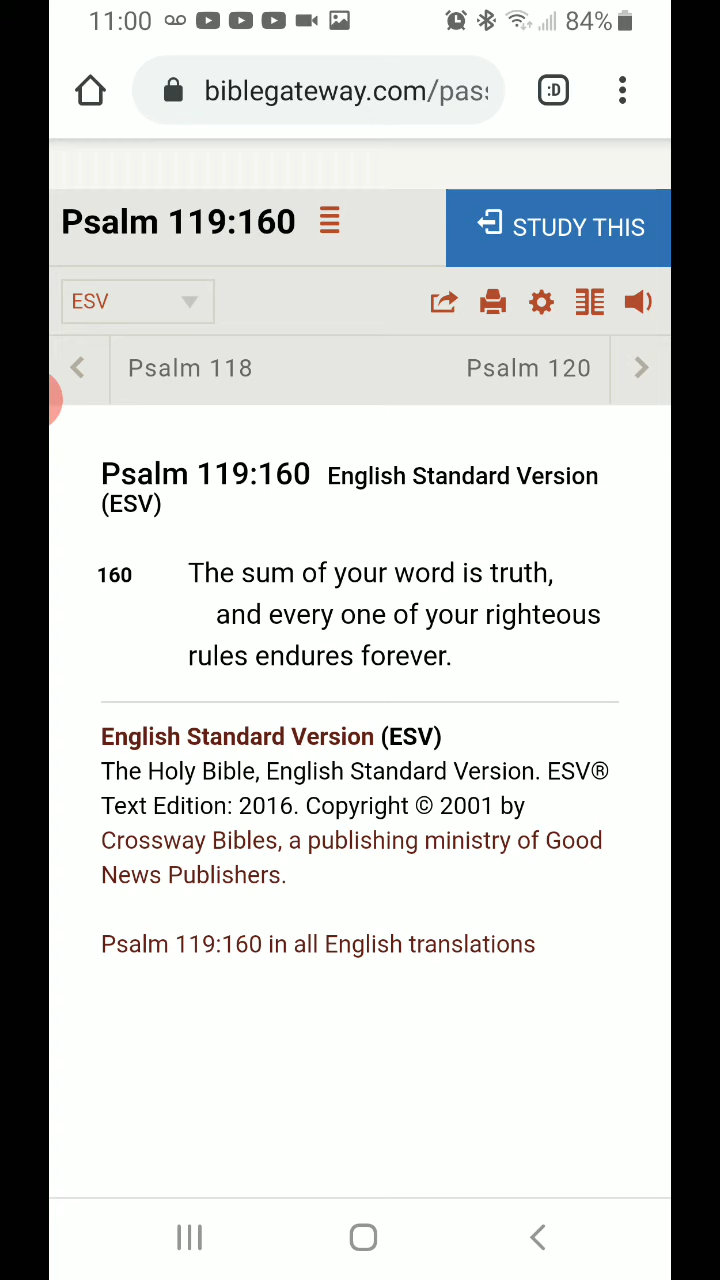 11:00 84%
biblegateway.com/pas :D
Psalm 119:160 STUDY THIS
ESV
Psalm 118 Psalm 120
Psalm 119:160 English Standard Version
(ESV)
160 The sum of your word is truth,
and every one of your righteous
rules endures forever.
English Standard Version (ESV)
The Holy Bible, English Standard Version. ESV®
Text Edition: 2016. Copyright © 2001 by
Crossway Bibles, a publishing ministry of Good
News Publishers.
Psalm 119:160 in all English translations